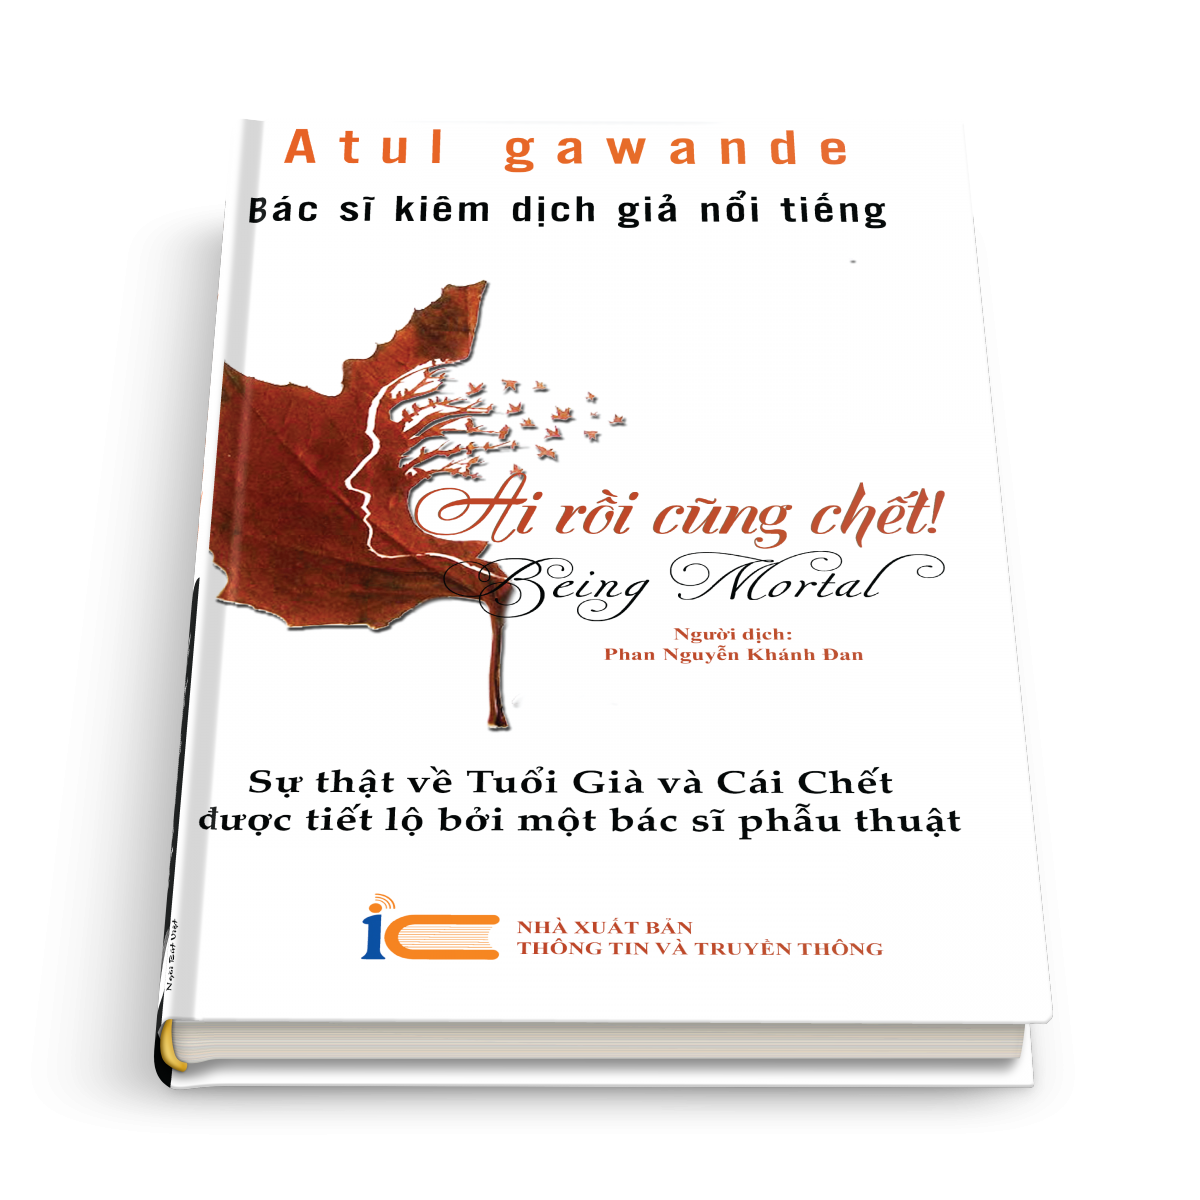 Atul gawande
Bác sĩ kiêm dịch giả nổi tiếng
Ai rồi cũng chết!
Being Mortal
Người dịch:
Phan Nguyễn Khánh Đan
Sự thật về Tuổi Già và Cái Chết
được tiết lộ bởi một bác sĩ phẫu thuật
iC
NHÀ XUẤT BẢN
THÔNG TIN VÀ TRUYỀN THÔNG